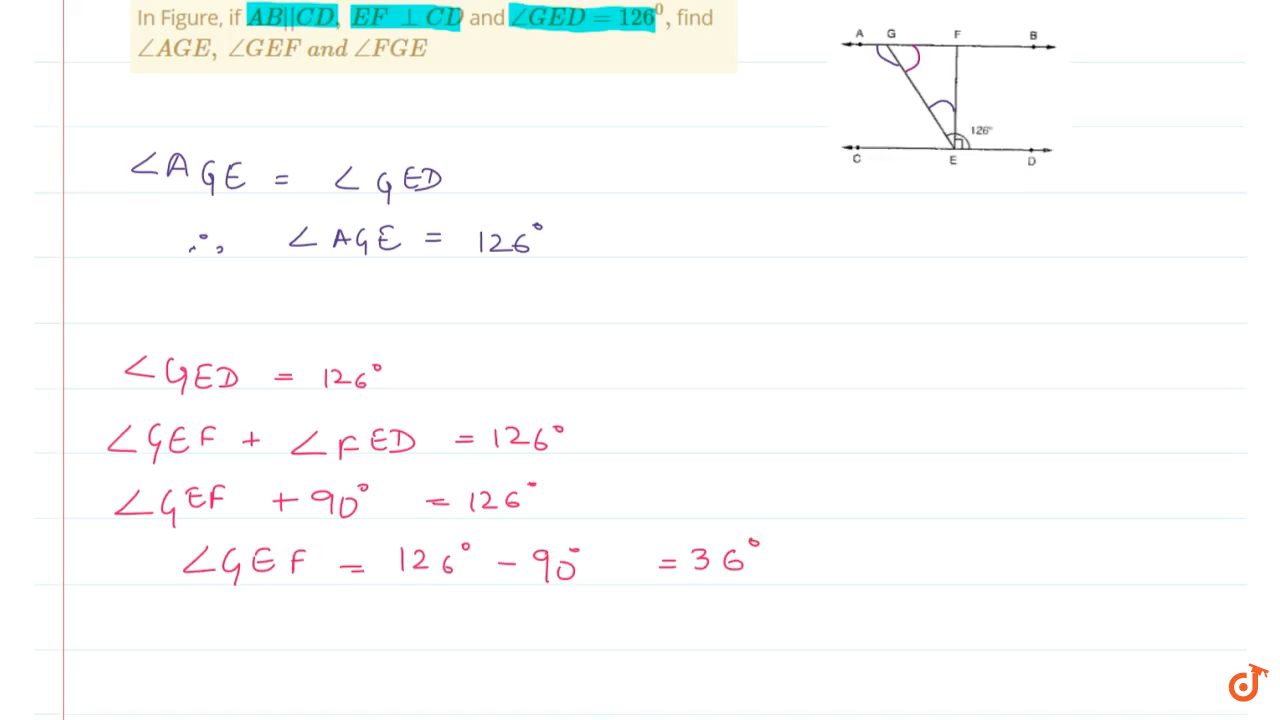 In Figure, if AB||CD, EF ⊥ CD and ∠GED = 126⁰, find
∠AGE, ∠GEF and ∠FGE
A G F B
126°
C E D
∠AGE = ∠GED
∴ ∠AGE = 126°
∠GED = 126°
∠GEF + ∠FED = 126°
∠GEF + 90° = 126°
∠GEF = 126° - 90° = 36°